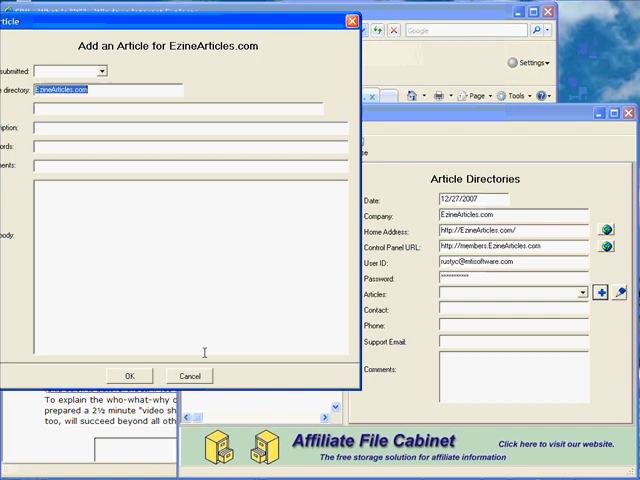 rticle
Add an Article for EzineArticles.com
submitted:
e directory: EzineArticles.com
ription:
ords:
ments:
ody:
OK Cancel
Google
Settings
Page Tools
se
Article Directories
Date: 12/27/2007
Company: EzineArticles.com
Home Address: http://EzineArticles.com/
Control Panel URL: http://members.EzineArticles.com
User ID: rustyc@mtisoftware.com
Password: **********
Articles:
Contact:
Phone:
Support Email:
Comments:
To explain the who-what-why o
prepared a 2½ minute "video sh
too, will succeed beyond all oth
Affiliate File Cabinet
Click here to visit our website.
The free storage solution for affiliate information